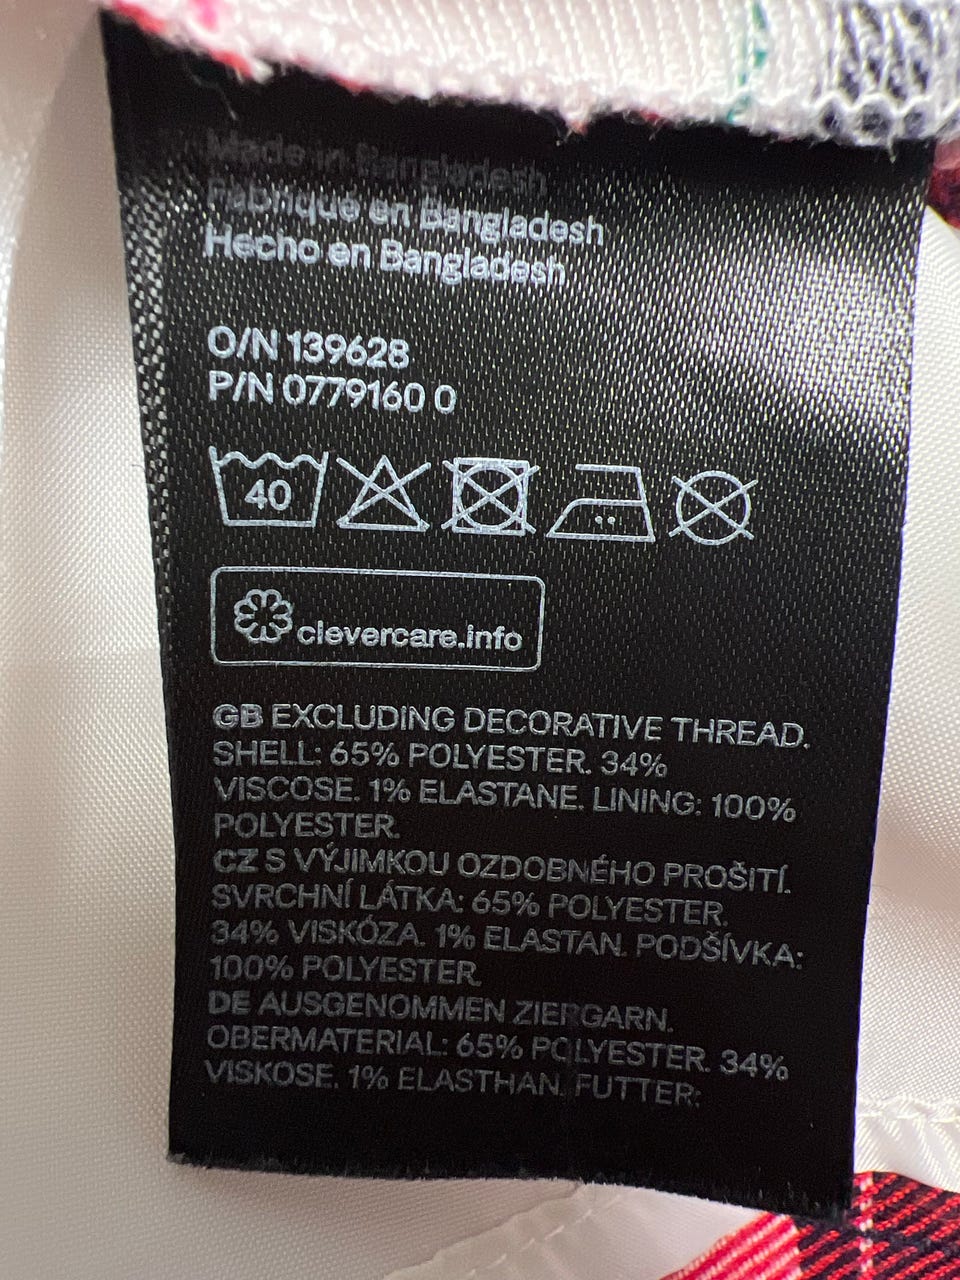 Made in Bangladesh
Fabriqué en Bangladesh
Hecho en Bangladesh
O/N 139628
P/N 0779160 0
40
clevercare.info
GB EXCLUDING DECORATIVE THREAD.
SHELL: 65% POLYESTER. 34%
VISCOSE. 1% ELASTANE. LINING: 100%
POLYESTER.
CZ S VÝJIMKOU OZDOBNÉHO PROŠITÍ.
SVRCHNÍ LÁTKA: 65% POLYESTER.
34% VISKÓZA. 1% ELASTAN. PODŠÍVKA:
100% POLYESTER.
DE AUSGENOMMEN ZIERGARN.
OBERMATERIAL: 65% POLYESTER. 34%
VISKOSE. 1% ELASTHAN. FUTTER: